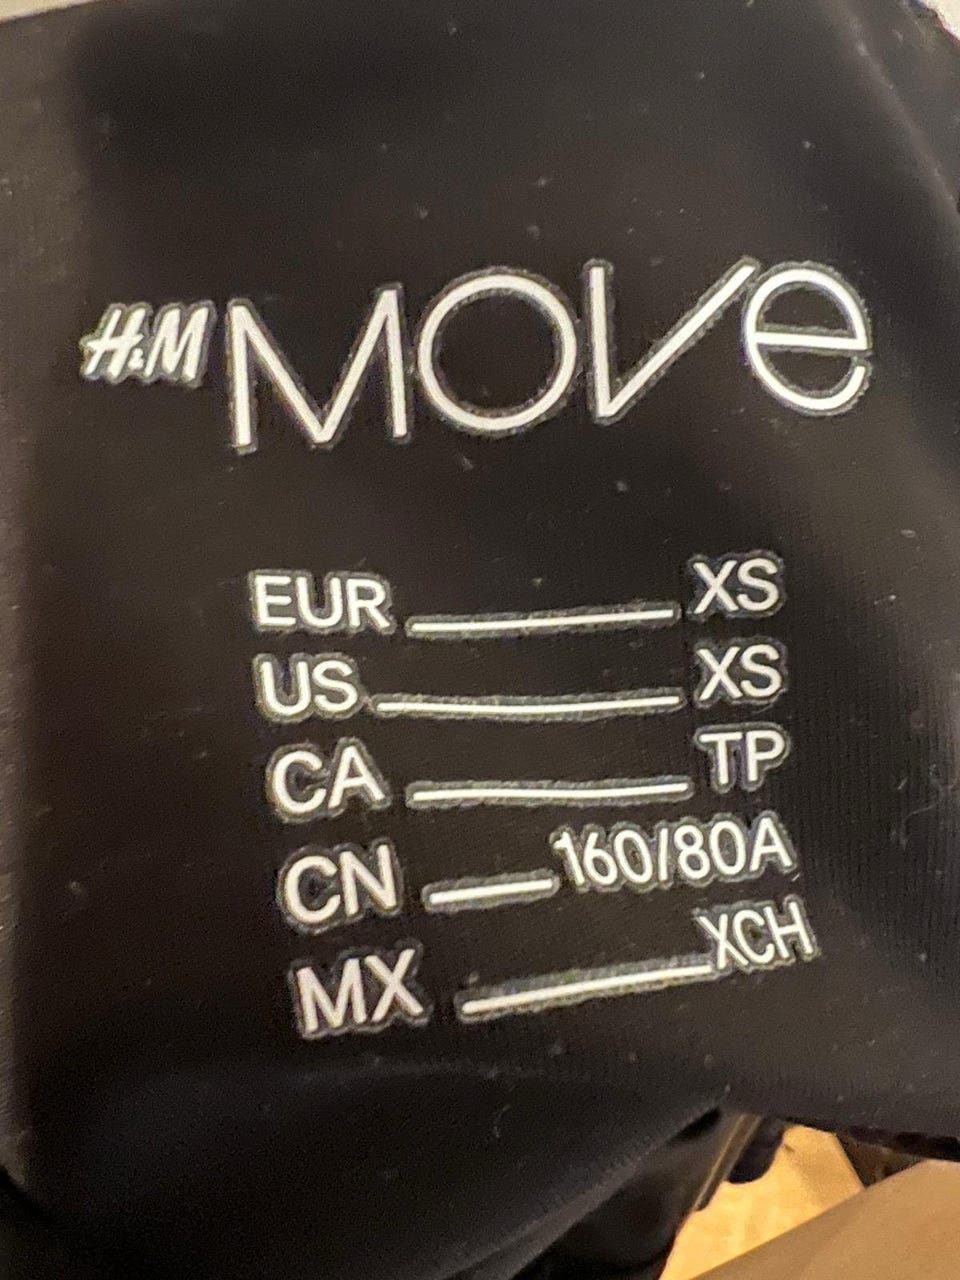 H&M MOVE
EUR XS
US XS
CA TP
CN 160/80A
MX XCH